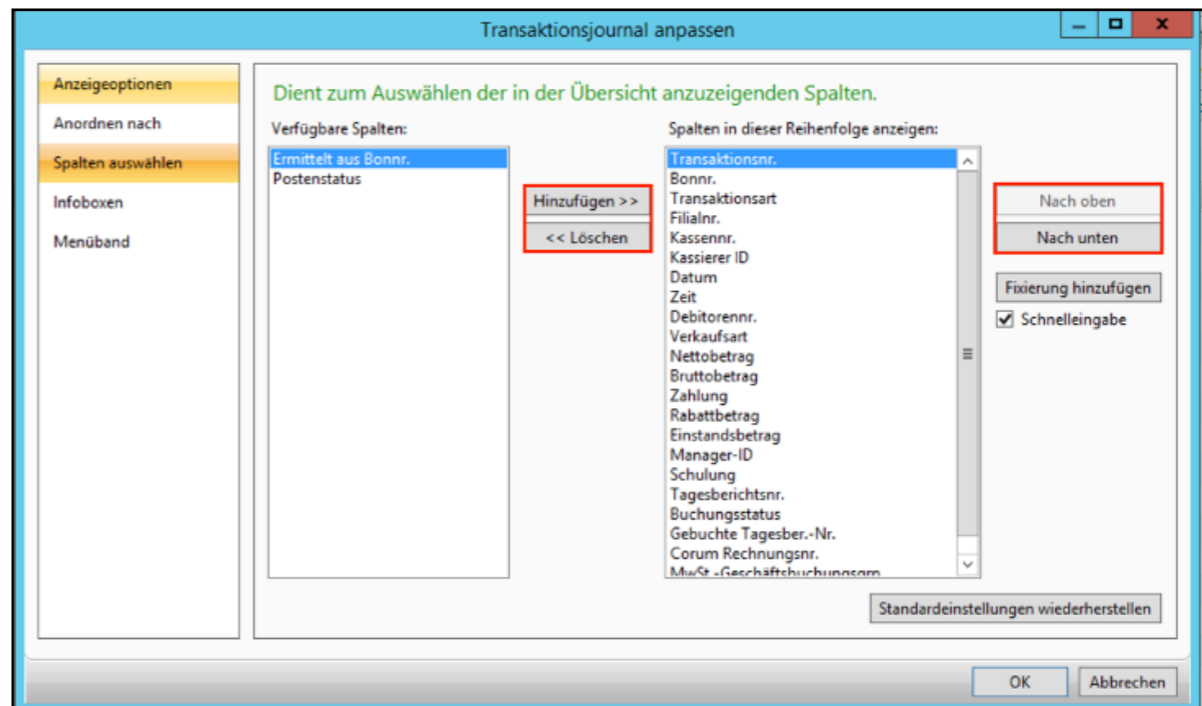 Transaktionsjournal anpassen
Anzeigeoptionen
Anordnen nach
Spalten auswählen
Infoboxen
Menüband
Dient zum Auswählen der in der Übersicht anzuzeigenden Spalten.
Verfügbare Spalten:
Ermittelt aus Bonnr.
Postenstatus
Hinzufügen >>
<< Löschen
Spalten in dieser Reihenfolge anzeigen:
Transaktionsnr.
Bonnr.
Transaktionsart
Filialnr.
Kassennr.
Kassierer ID
Datum
Zeit
Debitorennr.
Verkaufsart
Nettobetrag
Bruttobetrag
Zahlung
Rabattbetrag
Einstandsbetrag
Manager-ID
Schulung
Tagesberichtsnr.
Buchungsstatus
Gebuchte Tagesber.-Nr.
Corum Rechnungsnr.
MwSt.-Geschäftsbuchungsgrp
Nach oben
Nach unten
Fixierung hinzufügen
Schnelleingabe
Standardeinstellungen wiederherstellen
OK
Abbrechen